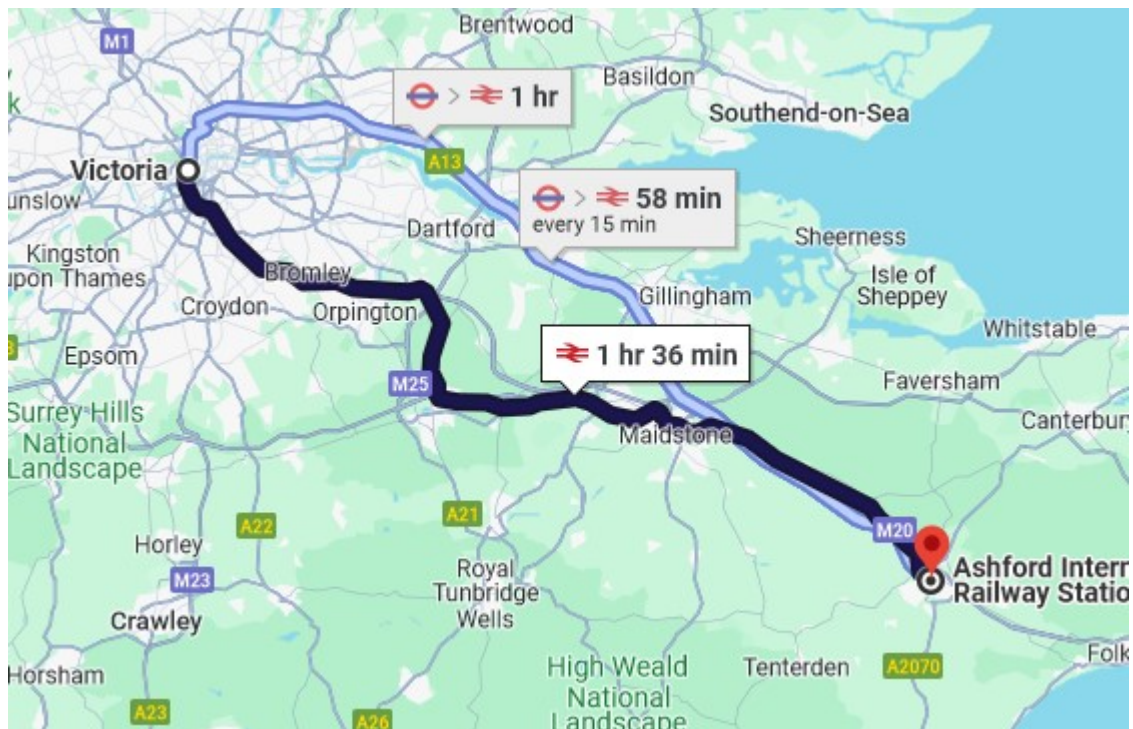 Brentwood
M1
Basildon
> 1 hr
Southend-on-Sea
A13
Victoria
> 58 min
every 15 min
unslow
Dartford
Sheerness
Kingston
upon Thames
Bromley
Isle of
Sheppey
Gillingham
Croydon
Orpington
Whitstable
Epsom
1 hr 36 min
M25
Faversham
Surrey Hills
National
Landscape
Canterbury
Maidstone
A21
A22
M20
Horley
M23
Royal
Tunbridge
Wells
Ashford Intern
Railway Statio
Crawley
Folk
Horsham
High Weald
National
Landscape
Tenterden
A2070
A23
A26